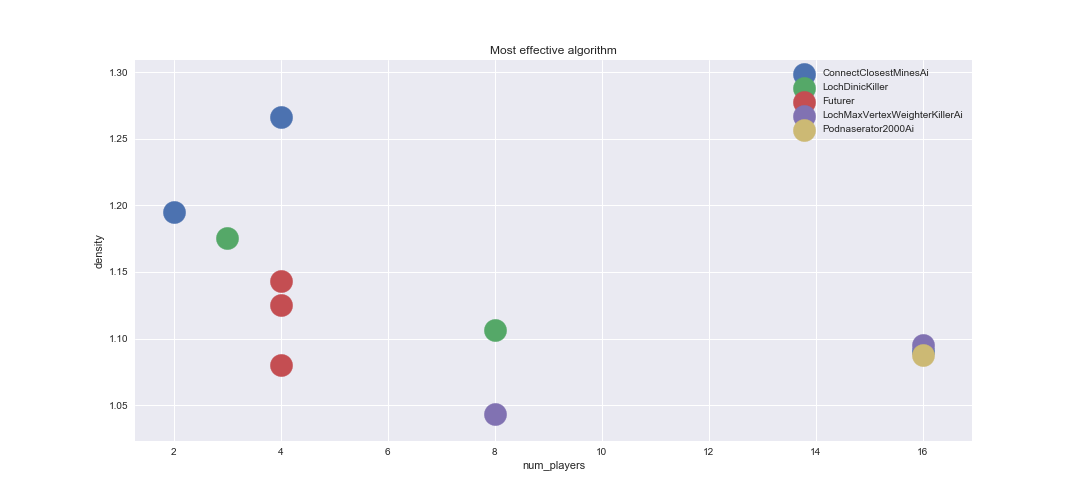 Most effective algorithm
1.30
1.25
1.20
1.15
1.10
1.05
density
2
4
6
8
10
12
14
16
num_players
ConnectClosestMinesAi
LochDinicKiller
Futurer
LochMaxVertexWeighterKillerAi
Podnaserator2000Ai